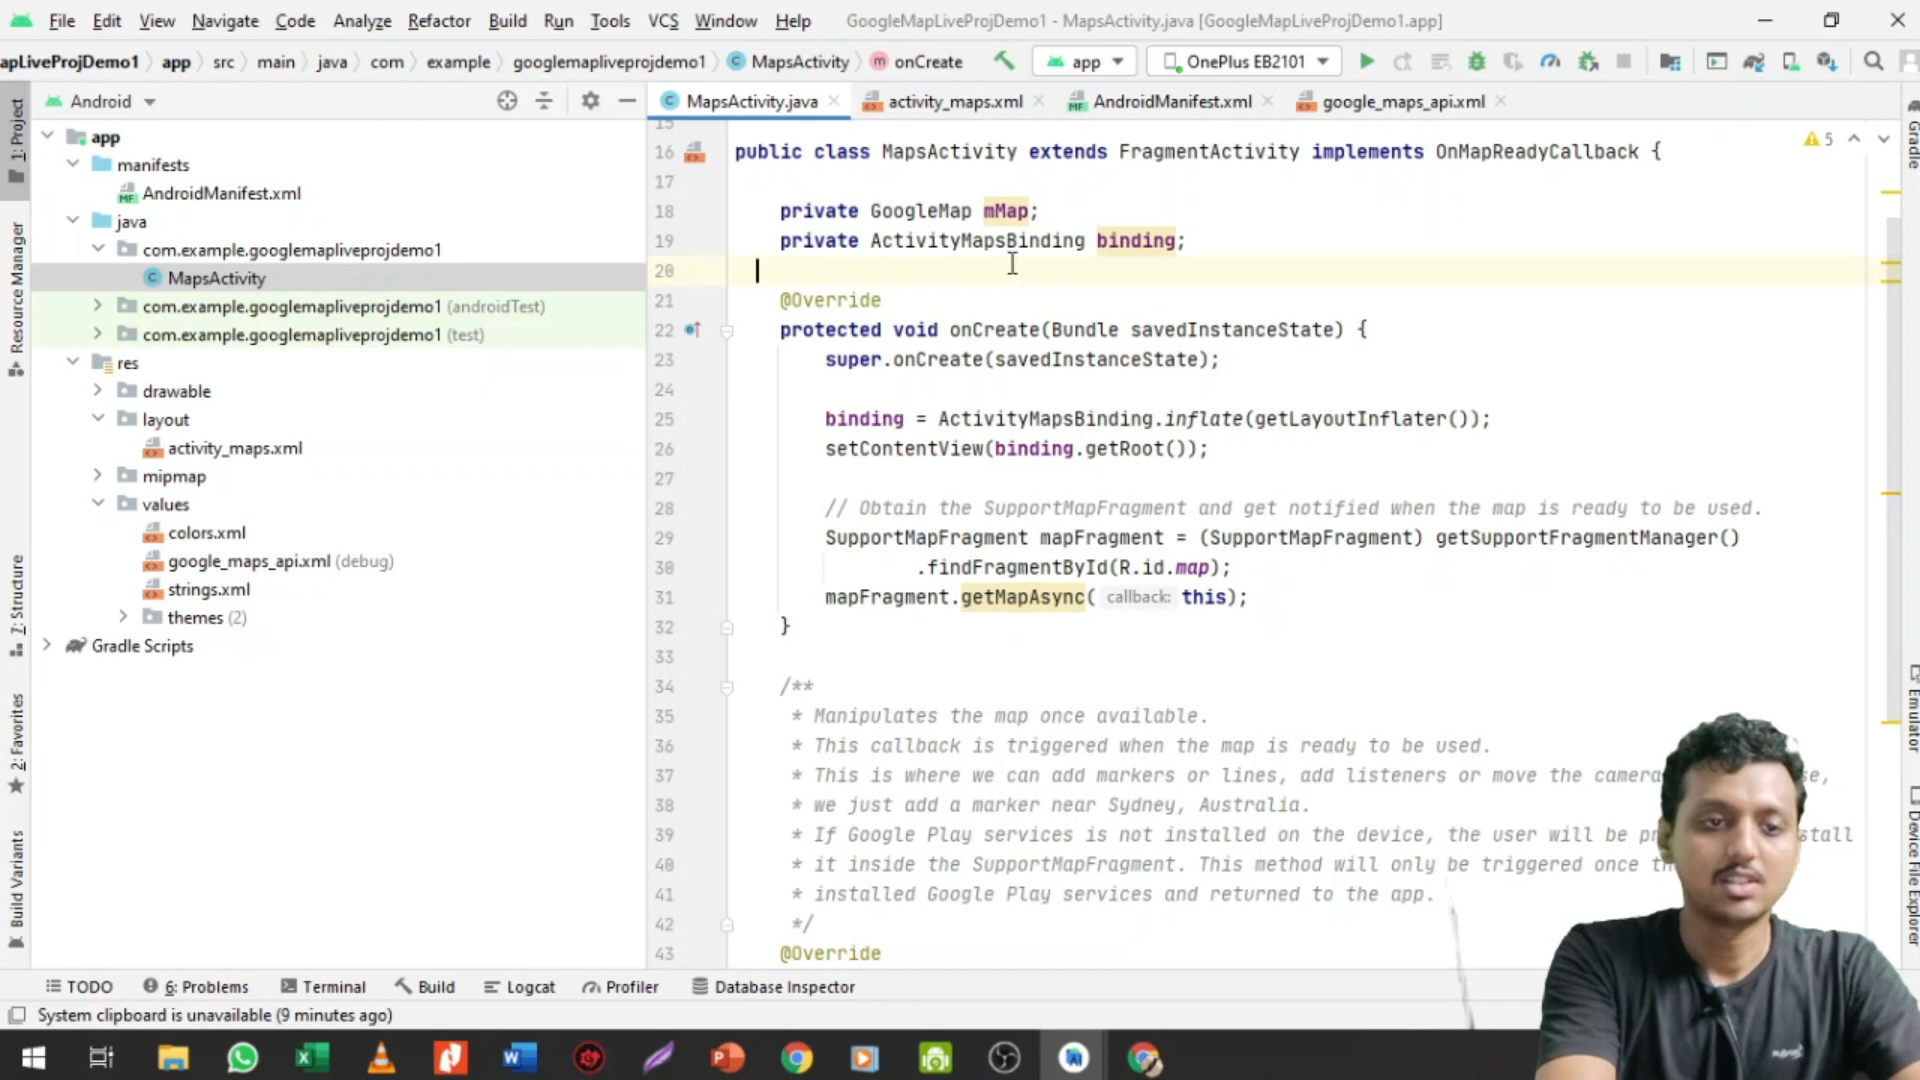 File Edit View Navigate Code Analyze Refactor Build Run Tools VCS Window Help GoogleMapLiveProjDemo1 - MapsActivity.java [GoogleMapLiveProjDemo1.app]
apLiveProjDemo1 app src main java com example googlemapliveprojdemo1 MapsActivity onCreate app OnePlus EB2101
Android MapsActivity.java activity_maps.xml AndroidManifest.xml google_maps_api.xml
1: Project
Resource Manager
7: Structure
2: Favorites
Build Variants
app
manifests
AndroidManifest.xml
java
com.example.googlemapliveprojdemo1
MapsActivity
com.example.googlemapliveprojdemo1 (androidTest)
com.example.googlemapliveprojdemo1 (test)
res
drawable
layout
activity_maps.xml
mipmap
values
colors.xml
google_maps_api.xml (debug)
strings.xml
themes (2)
Gradle Scripts
15
16 public class MapsActivity extends FragmentActivity implements OnMapReadyCallback {
17
18 private GoogleMap mMap;
19 private ActivityMapsBinding binding;
20
21 @Override
22 protected void onCreate(Bundle savedInstanceState) {
23 super.onCreate(savedInstanceState);
24
25 binding = ActivityMapsBinding.inflate(getLayoutInflater());
26 setContentView(binding.getRoot());
27
28 // Obtain the SupportMapFragment and get notified when the map is ready to be used.
29 SupportMapFragment mapFragment = (SupportMapFragment) getSupportFragmentManager()
30 .findFragmentById(R.id.map);
31 mapFragment.getMapAsync( callback: this);
32 }
33
34 /**
35 * Manipulates the map once available.
36 * This callback is triggered when the map is ready to be used.
37 * This is where we can add markers or lines, add listeners or move the camera
38 * we just add a marker near Sydney, Australia.
39 * If Google Play services is not installed on the device, the user will be
40 * it inside the SupportMapFragment. This method will only be triggered once
41 * installed Google Play services and returned to the app.
42 */
43 @Override
5
Gradle
Emulator
Device File Explorer
TODO 6: Problems Terminal Build Logcat Profiler Database Inspector
System clipboard is unavailable (9 minutes ago)